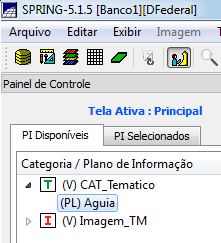 SPRING-5.1.5 [Banco1][DFederal]
Arquivo Editar Exibir Imagem
Painel de Controle
Tela Ativa : Principal
PI Disponíveis PI Selecionados
Categoria / Plano de Informação
T (V) CAT_Tematico
(PL) Aguia
I (V) Imagem_TM